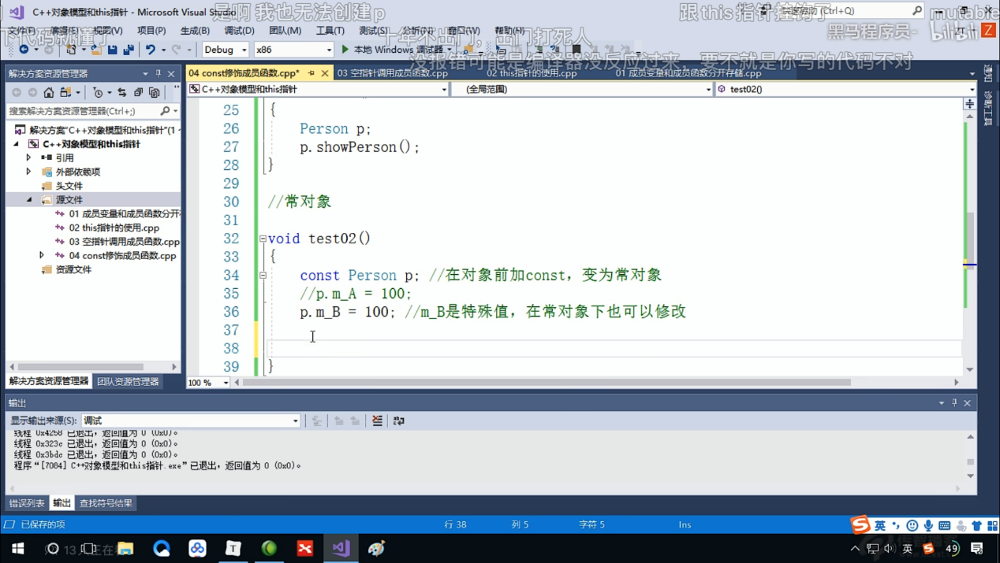 C++对象模型和this指针 - Microsoft Visual Studio
是啊 我也无法创建p
跟this指针挂钩了
mutable
快速启动 (Ctrl+Q)
下代码就懂了
文件(F) 编辑(E) 视图(V) 项目(P) 生成(B) 调试(D) 团队(M) 工具(T) 测试(S) 分析(N) 窗口(W) 帮助(H)
十年不出门，出门打死人
黑马程序员-
bilibili
Debug x86 本地 Windows 调试器
没报错可能是编译器没反应过来，要不就是你写的代码不对
解决方案资源管理器
04 const修饰成员函数.cpp* 03 空指针调用成员函数.cpp 02 this指针的使用.cpp 01 成员变量和成员函数分开存储.cpp
C++对象模型和this指针 (全局范围) test02()
通知
诊断工具
搜索解决方案资源管理器(Ctrl+;)
解决方案"C++对象模型和this指针"(1
C++对象模型和this指针
引用
外部依赖项
头文件
源文件
01 成员变量和成员函数分开存
02 this指针的使用.cpp
03 空指针调用成员函数.cpp
04 const修饰成员函数.cpp
资源文件
25 {
26 Person p;
27 p.showPerson();
28 }
29
30 //常对象
31
32 void test02()
33 {
34 const Person p; //在对象前加const，变为常对象
35 //p.m_A = 100;
36 p.m_B = 100; //m_B是特殊值，在常对象下也可以修改
37
38
39 }
解决方案资源管理器 团队资源管理器
100 %
输出
显示输出来源(S): 调试
线程 0x4258 已退出，返回值为 0 (0x0)。
线程 0x323c 已退出，返回值为 0 (0x0)。
线程 0x3bdc 已退出，返回值为 0 (0x0)。
程序“[7084] C++对象模型和this指针.exe”已退出，返回值为 0 (0x0)。
错误列表 输出 查找符号结果
已保存的项 行 38 列 5 字符 5 Ins
英
英 49